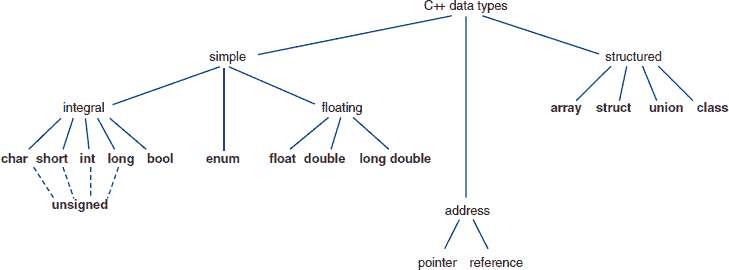 C++ data types
simple structured
integral floating array struct union class
char short int long bool enum float double long double
unsigned
address
pointer reference